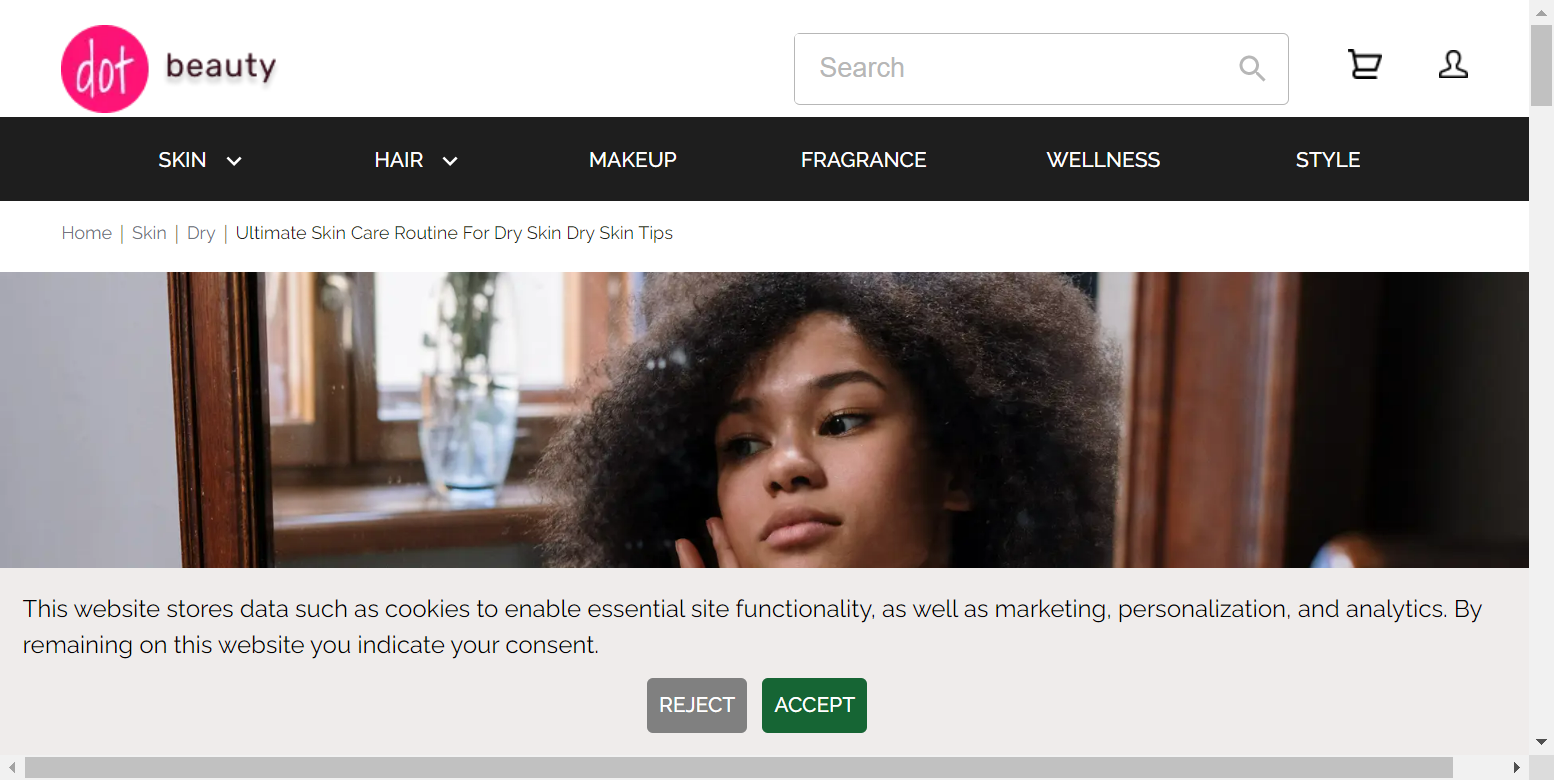 dot beauty
Search
SKIN HAIR MAKEUP FRAGRANCE WELLNESS STYLE
Home | Skin | Dry | Ultimate Skin Care Routine For Dry Skin Dry Skin Tips
This website stores data such as cookies to enable essential site functionality, as well as marketing, personalization, and analytics. By
remaining on this website you indicate your consent.
REJECT ACCEPT